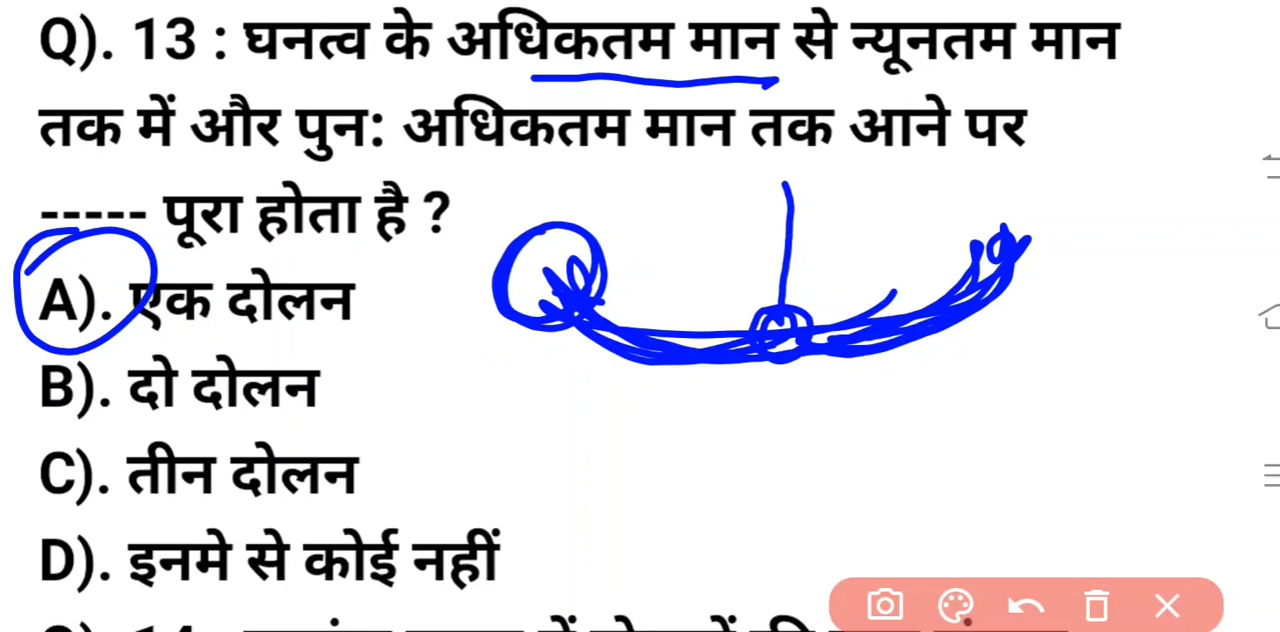 Q). 13 : घनत्व के अधिकतम मान से न्यूनतम मान
तक में और पुन: अधिकतम मान तक आने पर
----- पूरा होता है ?
A). एक दोलन
B). दो दोलन
C). तीन दोलन
D). इनमे से कोई नहीं